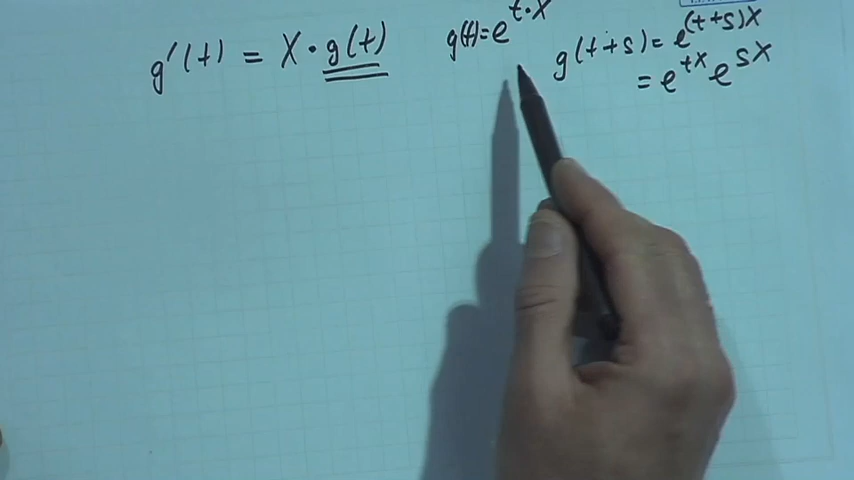 g'(t) = X · g(t)
g(t) = e^{t·X}
g(t+s) = e^{(t+s)X}
= e^{tX} e^{sX}